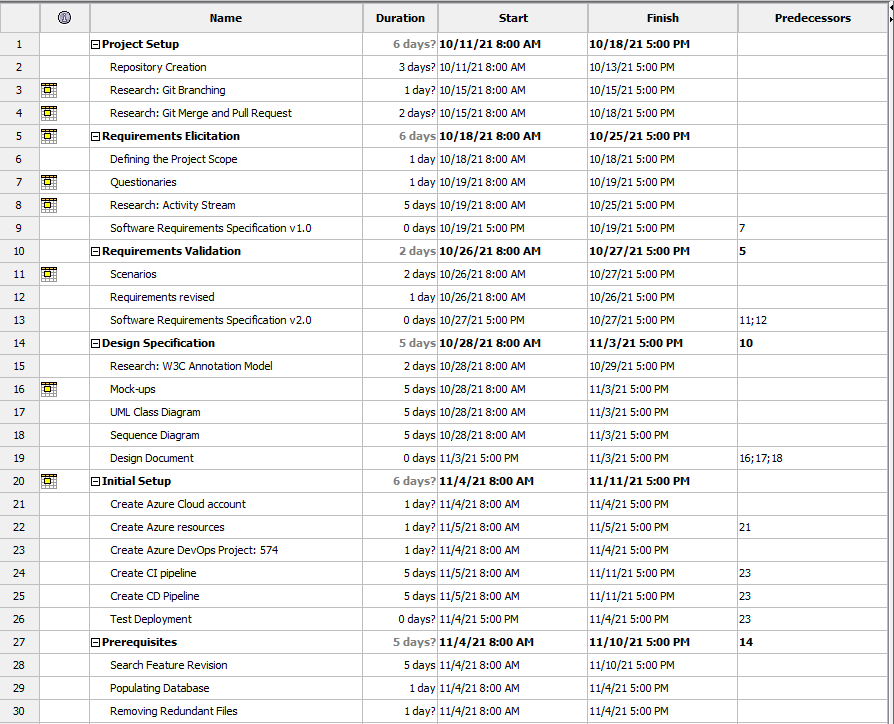 Name Duration Start Finish Predecessors
1 Project Setup 6 days? 10/11/21 8:00 AM 10/18/21 5:00 PM
2 Repository Creation 3 days? 10/11/21 8:00 AM 10/13/21 5:00 PM
3 Research: Git Branching 1 day? 10/15/21 8:00 AM 10/15/21 5:00 PM
4 Research: Git Merge and Pull Request 2 days? 10/15/21 8:00 AM 10/18/21 5:00 PM
5 Requirements Elicitation 6 days 10/18/21 8:00 AM 10/25/21 5:00 PM
6 Defining the Project Scope 1 day 10/18/21 8:00 AM 10/18/21 5:00 PM
7 Questionaries 1 day 10/19/21 8:00 AM 10/19/21 5:00 PM
8 Research: Activity Stream 5 days 10/19/21 8:00 AM 10/25/21 5:00 PM
9 Software Requirements Specification v1.0 0 days 10/19/21 5:00 PM 10/19/21 5:00 PM 7
10 Requirements Validation 2 days 10/26/21 8:00 AM 10/27/21 5:00 PM 5
11 Scenarios 2 days 10/26/21 8:00 AM 10/27/21 5:00 PM
12 Requirements revised 1 day 10/26/21 8:00 AM 10/26/21 5:00 PM
13 Software Requirements Specification v2.0 0 days 10/27/21 5:00 PM 10/27/21 5:00 PM 11;12
14 Design Specification 5 days 10/28/21 8:00 AM 11/3/21 5:00 PM 10
15 Research: W3C Annotation Model 2 days 10/28/21 8:00 AM 10/29/21 5:00 PM
16 Mock-ups 5 days 10/28/21 8:00 AM 11/3/21 5:00 PM
17 UML Class Diagram 5 days 10/28/21 8:00 AM 11/3/21 5:00 PM
18 Sequence Diagram 5 days 10/28/21 8:00 AM 11/3/21 5:00 PM
19 Design Document 0 days 11/3/21 5:00 PM 11/3/21 5:00 PM 16;17;18
20 Initial Setup 6 days? 11/4/21 8:00 AM 11/11/21 5:00 PM
21 Create Azure Cloud account 1 day? 11/4/21 8:00 AM 11/4/21 5:00 PM
22 Create Azure resources 1 day? 11/5/21 8:00 AM 11/5/21 5:00 PM 21
23 Create Azure DevOps Project: 574 1 day? 11/4/21 8:00 AM 11/4/21 5:00 PM
24 Create CI pipeline 5 days 11/5/21 8:00 AM 11/11/21 5:00 PM 23
25 Create CD Pipeline 5 days 11/5/21 8:00 AM 11/11/21 5:00 PM 23
26 Test Deployment 0 days? 11/4/21 5:00 PM 11/4/21 5:00 PM 23
27 Prerequisites 5 days? 11/4/21 8:00 AM 11/10/21 5:00 PM 14
28 Search Feature Revision 5 days 11/4/21 8:00 AM 11/10/21 5:00 PM
29 Populating Database 1 day 11/4/21 8:00 AM 11/4/21 5:00 PM
30 Removing Redundant Files 1 day? 11/4/21 8:00 AM 11/4/21 5:00 PM